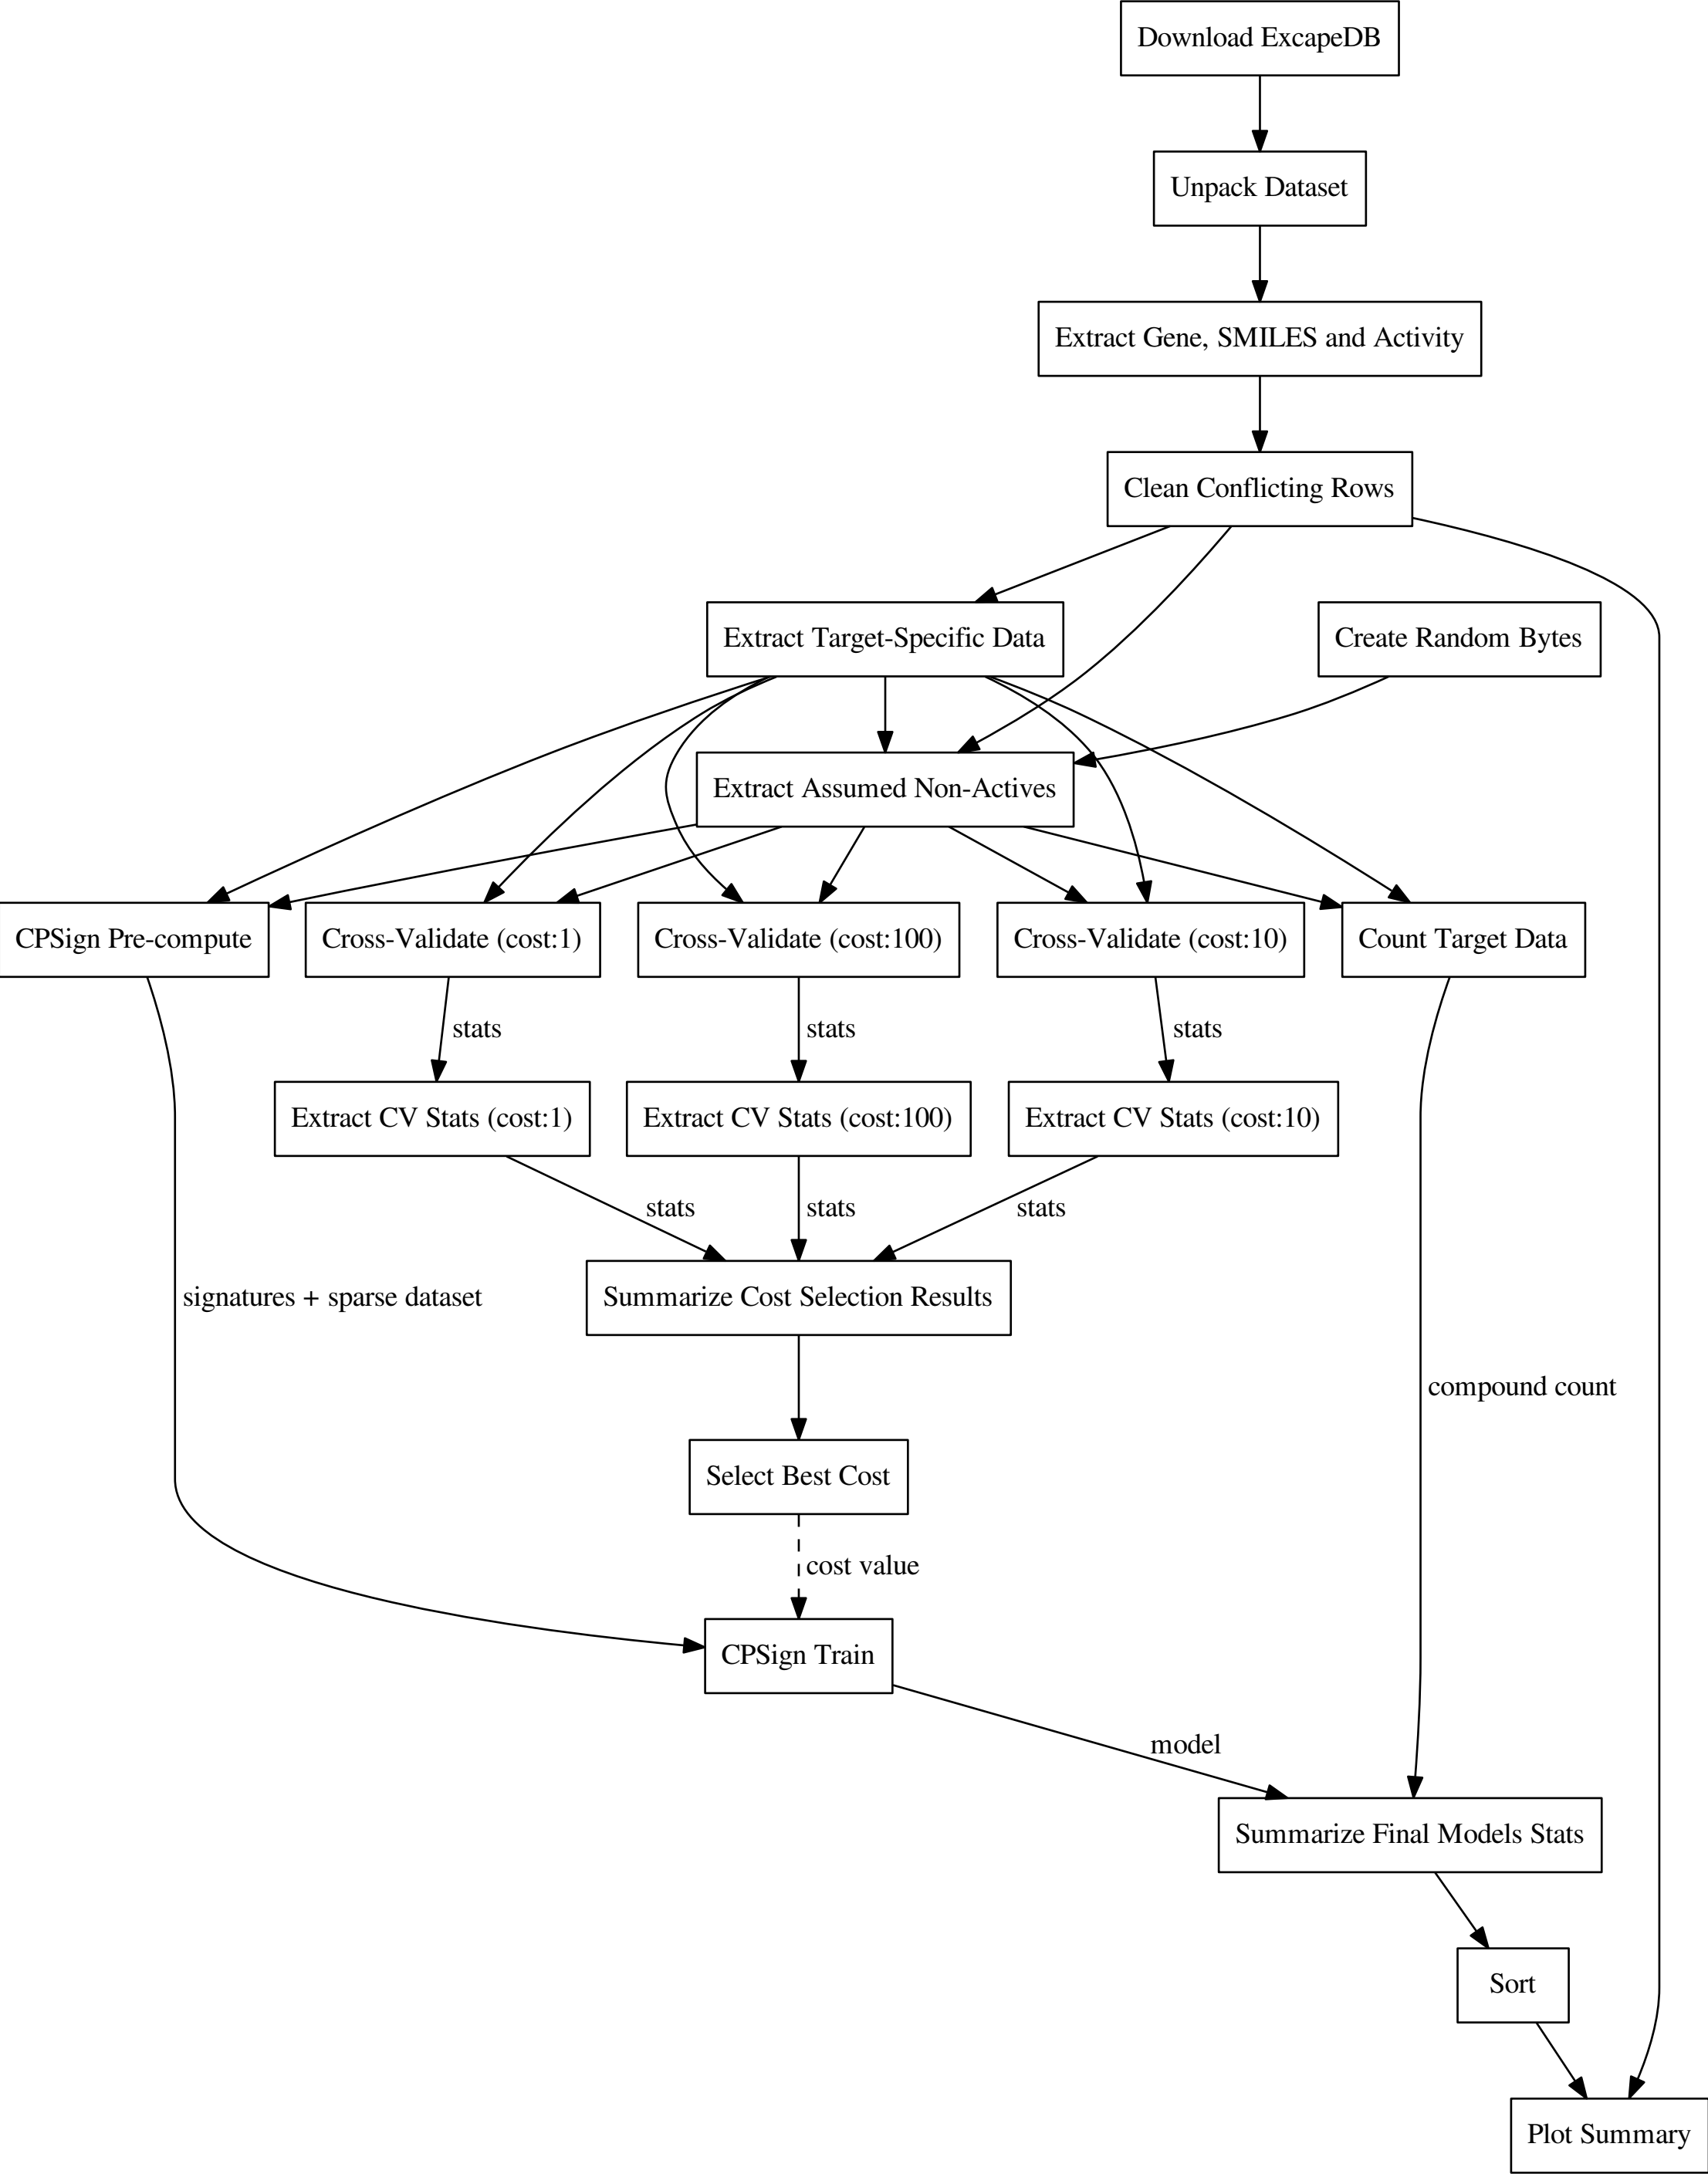 Download ExcapeDB
Unpack Dataset
Extract Gene, SMILES and Activity
Clean Conflicting Rows
Extract Target-Specific Data
Create Random Bytes
Extract Assumed Non-Actives
CPSign Pre-compute
Cross-Validate (cost:1)
Cross-Validate (cost:100)
Cross-Validate (cost:10)
Count Target Data
stats
stats
stats
Extract CV Stats (cost:1)
Extract CV Stats (cost:100)
Extract CV Stats (cost:10)
stats
stats
stats
signatures + sparse dataset
Summarize Cost Selection Results
compound count
Select Best Cost
cost value
CPSign Train
model
Summarize Final Models Stats
Sort
Plot Summary